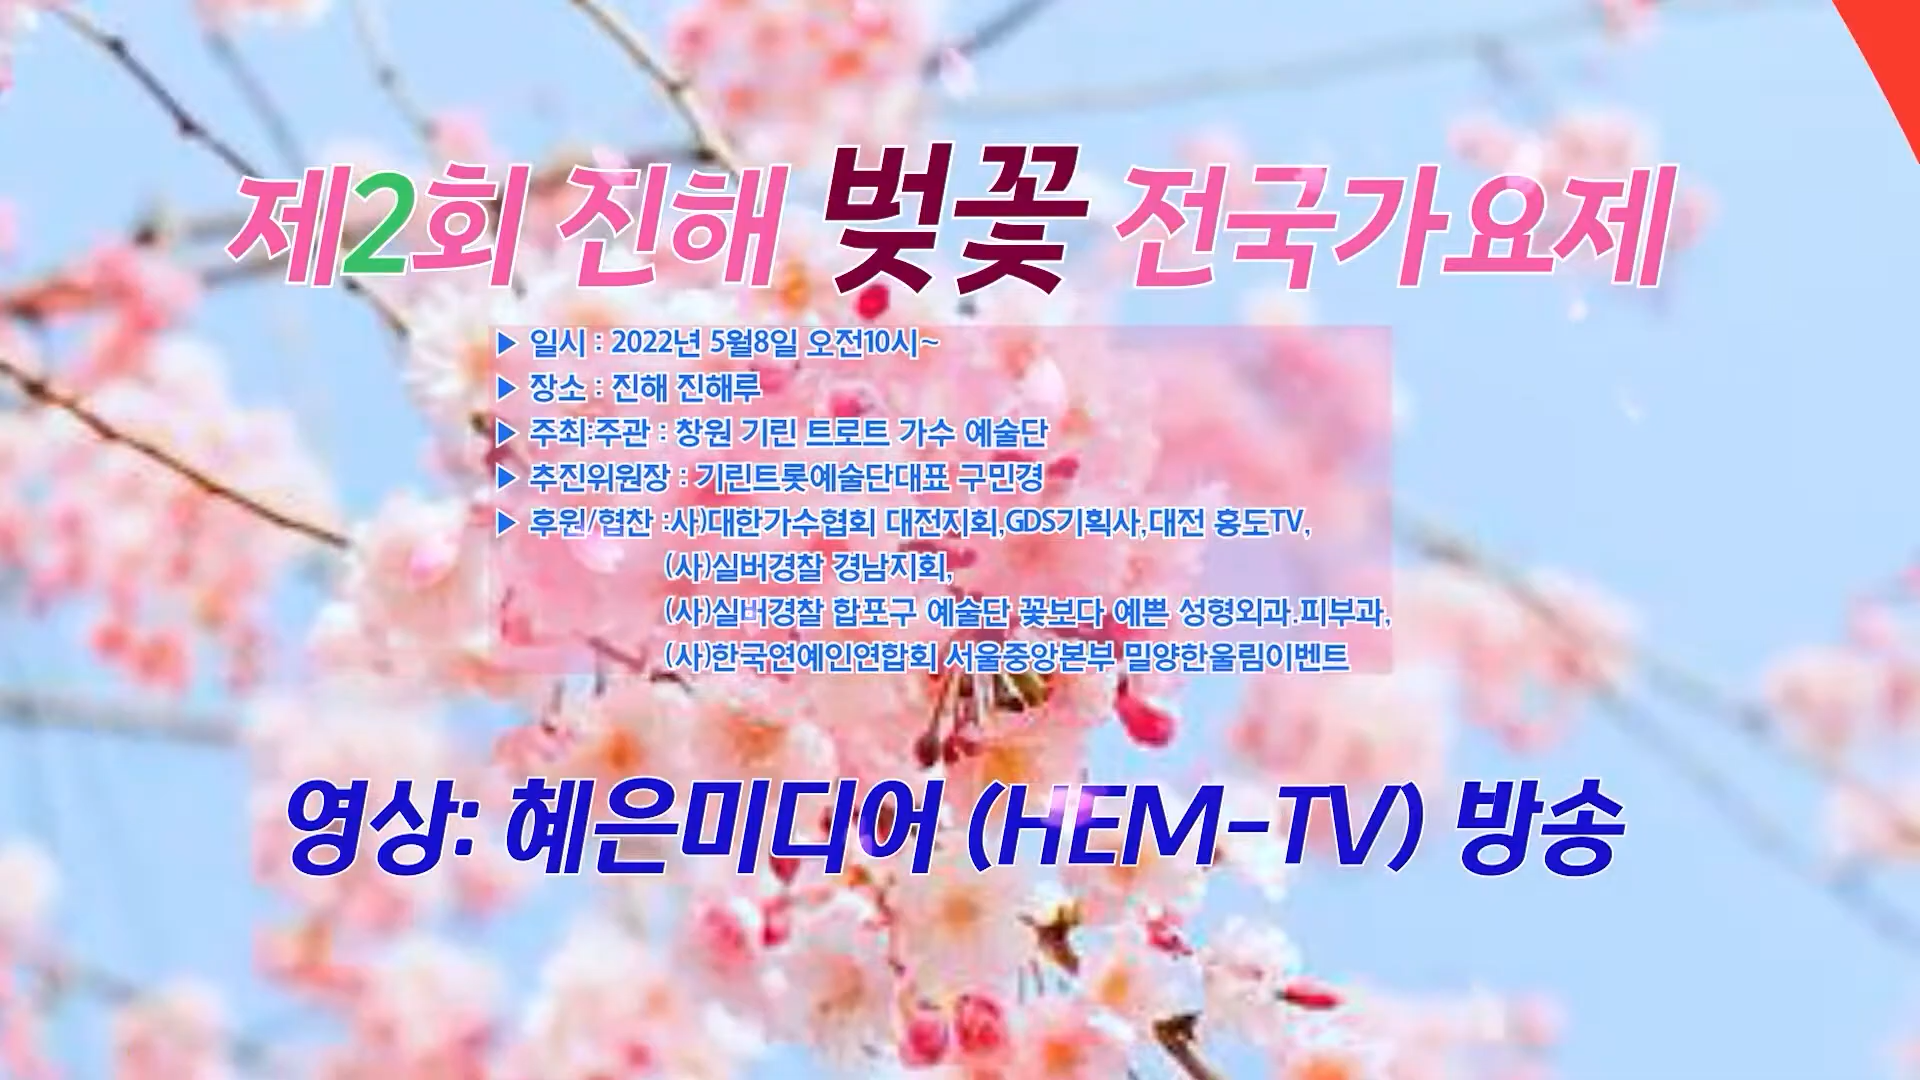 제2회 진해 벚꽃 전국가요제
▶ 일시 : 2022년 5월8일 오전10시~
▶ 장소 : 진해 진해루
▶ 주최:주관 : 창원 기린 트로트 가수 예술단
▶ 추진위원장 : 기린트롯예술단대표 구민경
▶ 후원/협찬 :사)대한가수협회 대전지회,GDS기획사,대전 홍도TV,
(사)실버경찰 경남지회,
(사)실버경찰 합포구 예술단 꽃보다 예쁜 성형외과.피부과,
(사)한국연예인연합회 서울중앙본부 밀양한울림이벤트
영상: 혜은미디어 (HEM-TV) 방송